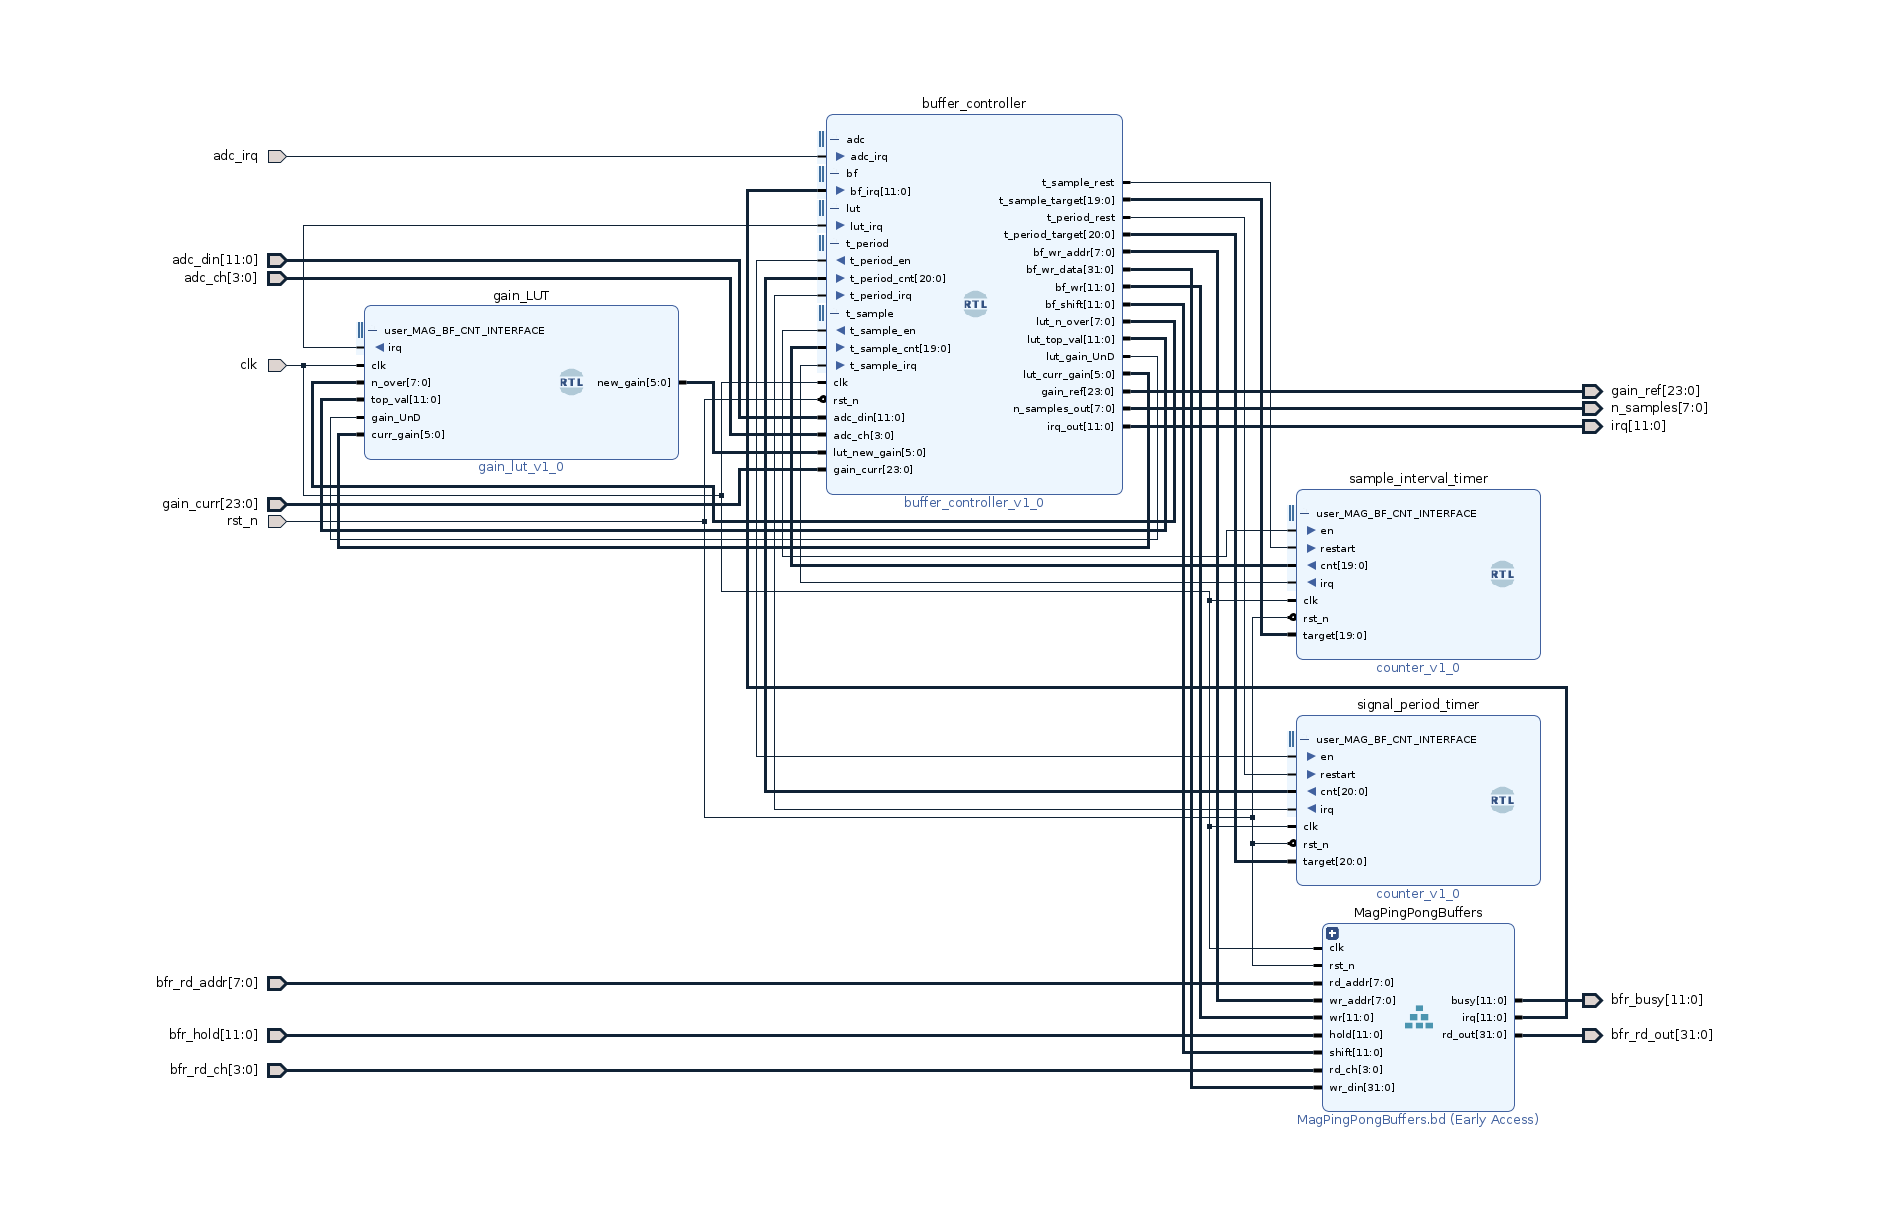 buffer_controller
adc
adc_irq
bf
bf_irq[11:0]
lut
lut_irq
t_period
t_period_en
t_period_cnt[20:0]
t_period_irq
t_sample
t_sample_en
t_sample_cnt[19:0]
t_sample_irq
clk
rst_n
adc_din[11:0]
adc_ch[3:0]
lut_new_gain[5:0]
gain_curr[23:0]
RTL
t_sample_rest
t_sample_target[19:0]
t_period_rest
t_period_target[20:0]
bf_wr_addr[7:0]
bf_wr_data[31:0]
bf_wr[11:0]
bf_shift[11:0]
lut_n_over[7:0]
lut_top_val[11:0]
lut_gain_UnD
lut_curr_gain[5:0]
gain_ref[23:0]
n_samples_out[7:0]
irq_out[11:0]
buffer_controller_v1_0
adc_irq
adc_din[11:0]
adc_ch[3:0]
clk
gain_curr[23:0]
rst_n
bfr_rd_addr[7:0]
bfr_hold[11:0]
bfr_rd_ch[3:0]
gain_LUT
user_MAG_BF_CNT_INTERFACE
irq
clk
n_over[7:0]
top_val[11:0]
gain_UnD
curr_gain[5:0]
RTL
new_gain[5:0]
gain_lut_v1_0
gain_ref[23:0]
n_samples[7:0]
irq[11:0]
sample_interval_timer
user_MAG_BF_CNT_INTERFACE
en
restart
cnt[19:0]
irq
clk
rst_n
target[19:0]
RTL
counter_v1_0
signal_period_timer
user_MAG_BF_CNT_INTERFACE
en
restart
cnt[20:0]
irq
clk
rst_n
target[20:0]
RTL
counter_v1_0
MagPingPongBuffers
clk
rst_n
rd_addr[7:0]
wr_addr[7:0]
wr[11:0]
hold[11:0]
shift[11:0]
rd_ch[3:0]
wr_din[31:0]
busy[11:0]
irq[11:0]
rd_out[31:0]
MagPingPongBuffers.bd (Early Access)
bfr_busy[11:0]
bfr_rd_out[31:0]